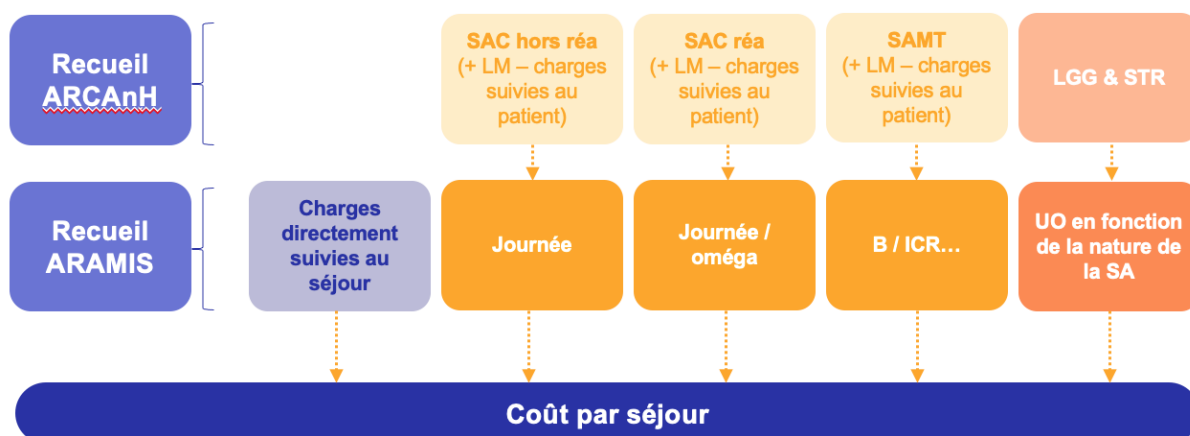 Recueil
ARCAnH
SAC hors réa
(+ LM – charges
suivies au
patient)
SAC réa
(+ LM – charges
suivies au
patient)
SAMT
(+ LM – charges
suivies au
patient)
LGG & STR
Recueil
ARAMIS
Charges
directement
suivies au
séjour
Journée
Journée /
oméga
B / ICR…
UO en fonction
de la nature de
la SA
Coût par séjour